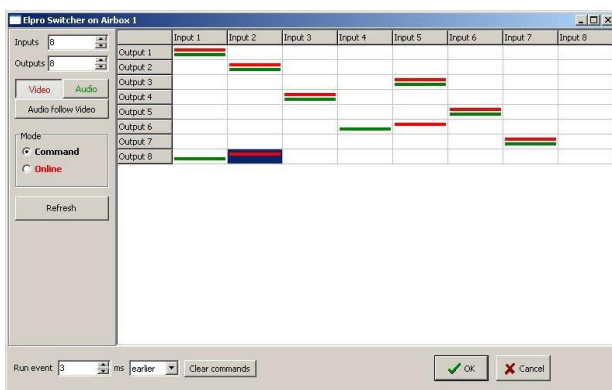 Elpro Switcher on Airbox 1
Inputs 8
Outputs 8
Video Audio
Audio follow Video
Mode
Command
Online
Refresh
Input 1 Input 2 Input 3 Input 4 Input 5 Input 6 Input 7 Input 8
Output 1
Output 2
Output 3
Output 4
Output 5
Output 6
Output 7
Output 8
Run event 3 ms earlier Clear commands OK Cancel